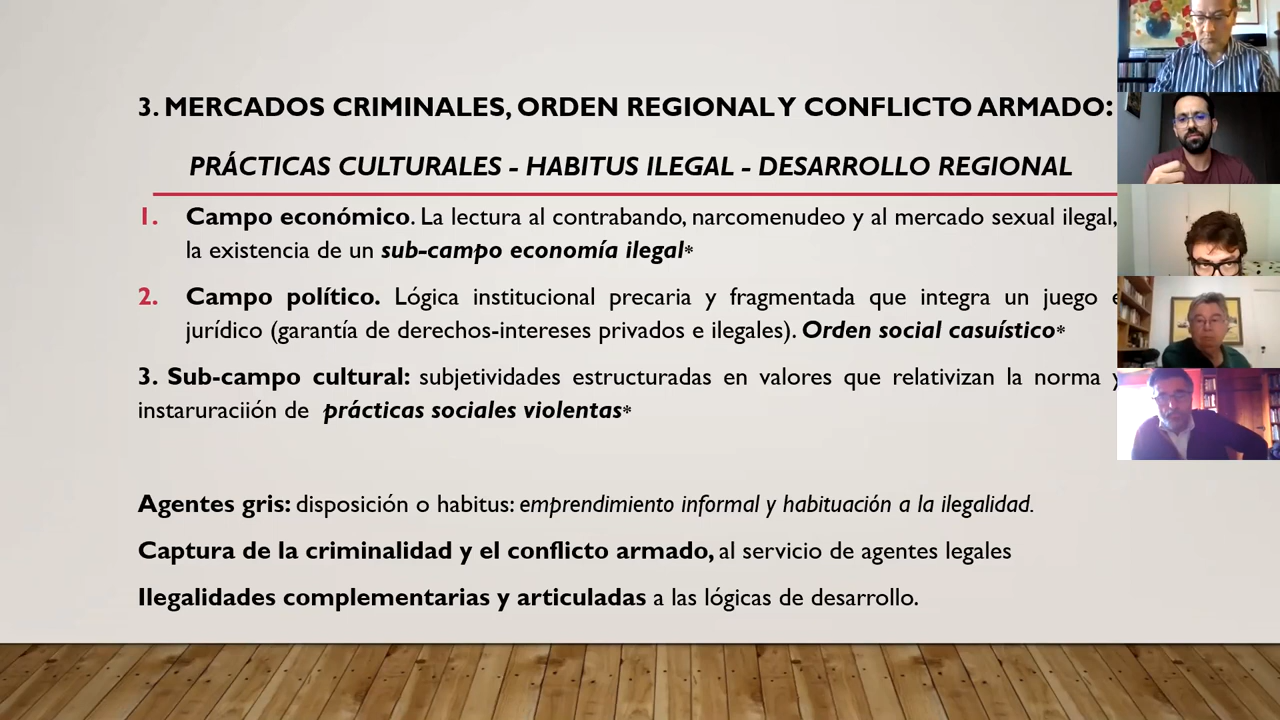 3. MERCADOS CRIMINALES, ORDEN REGIONAL Y CONFLICTO ARMADO:
PRÁCTICAS CULTURALES - HABITUS ILEGAL - DESARROLLO REGIONAL
1. Campo económico. La lectura al contrabando, narcomenudeo y al mercado sexual ilegal,
la existencia de un sub-campo economía ilegal*
2. Campo político. Lógica institucional precaria y fragmentada que integra un juego
jurídico (garantía de derechos-intereses privados e ilegales). Orden social casuístico*
3. Sub-campo cultural: subjetividades estructuradas en valores que relativizan la norma y
instaruraciión de prácticas sociales violentas*
Agentes gris: disposición o habitus: emprendimiento informal y habituación a la ilegalidad.
Captura de la criminalidad y el conflicto armado, al servicio de agentes legales
Ilegalidades complementarias y articuladas a las lógicas de desarrollo.